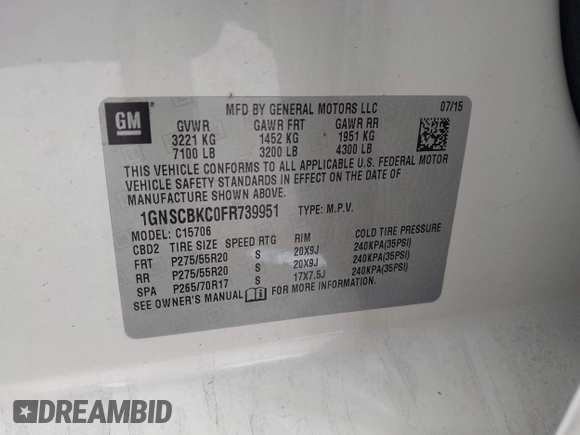 GM
MFD BY GENERAL MOTORS LLC 07/15
GVWR GAWR FRT GAWR RR
3221 KG 1452 KG 1951 KG
7100 LB 3200 LB 4300 LB
THIS VEHICLE CONFORMS TO ALL APPLICABLE U.S. FEDERAL MOTOR
VEHICLE SAFETY STANDARDS IN EFFECT ON THE DATE OF
MANUFACTURE SHOWN ABOVE.
1GNSCBKC0FR739951 TYPE: M.P.V.
MODEL: C15706
CBD2 TIRE SIZE SPEED RTG RIM COLD TIRE PRESSURE
FRT P275/55R20 S 20X9J 240KPA(35PSI)
RR P275/55R20 S 20X9J 240KPA(35PSI)
SPA P265/70R17 S 17X7.5J 240KPA(35PSI)
SEE OWNER'S MANUAL FOR MORE INFORMATION.
DREAMBID